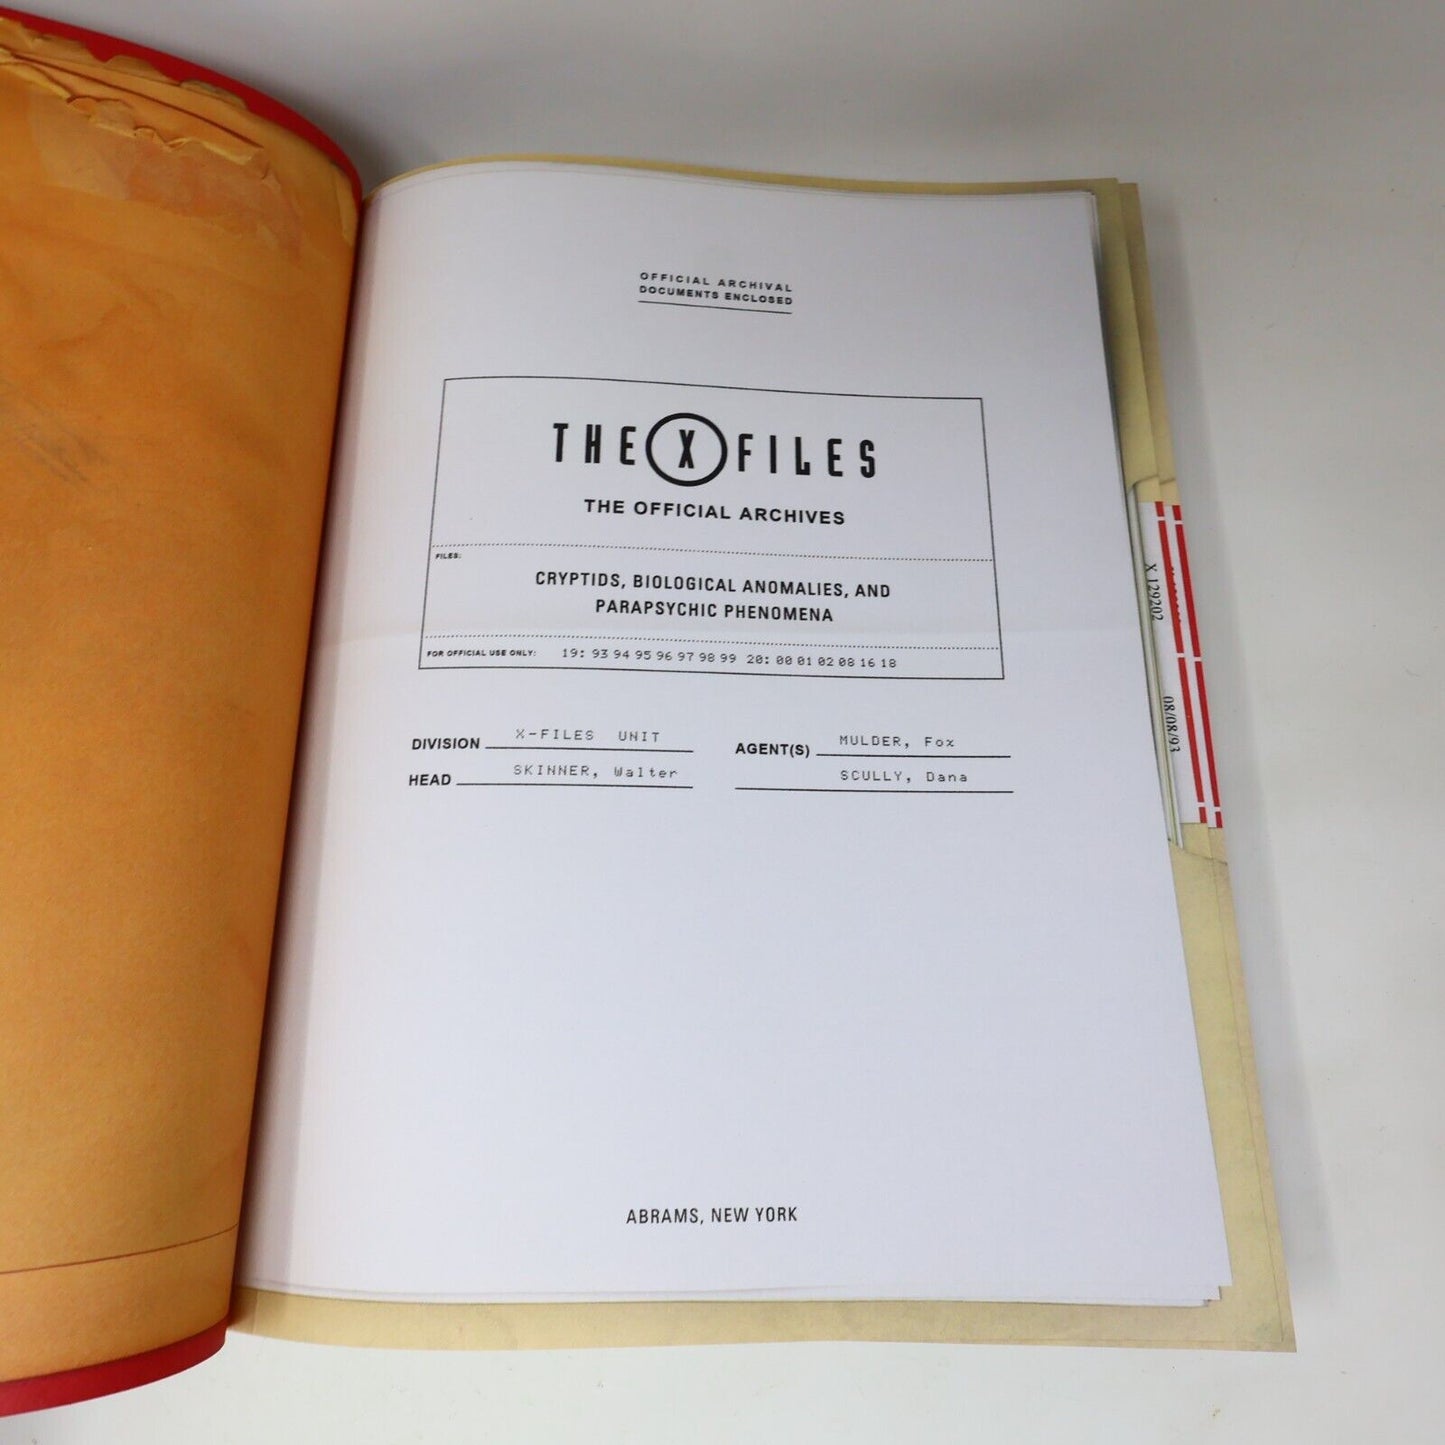 OFFICIAL ARCHIVAL
DOCUMENTS ENCLOSED
THE X FILES
THE OFFICIAL ARCHIVES
FILES:
CRYPTIDS, BIOLOGICAL ANOMALIES, AND
PARAPSYCHIC PHENOMENA
FOR OFFICIAL USE ONLY: 19: 93 94 95 96 97 98 99 20: 00 01 02 08 16 18
DIVISION X-FILES UNIT
HEAD SKINNER, Walter
AGENT(S) MULDER, Fox
SCULLY, Dana
ABRAMS, NEW YORK
X 129202
08/08/93